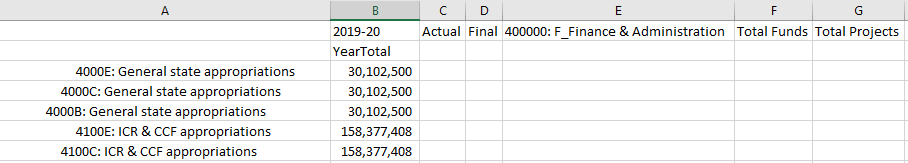 A B C D E F G
2019-20 Actual Final 400000: F_Finance & Administration Total Funds Total Projects
YearTotal
4000E: General state appropriations 30,102,500
4000C: General state appropriations 30,102,500
4000B: General state appropriations 30,102,500
4100E: ICR & CCF appropriations 158,377,408
4100C: ICR & CCF appropriations 158,377,408